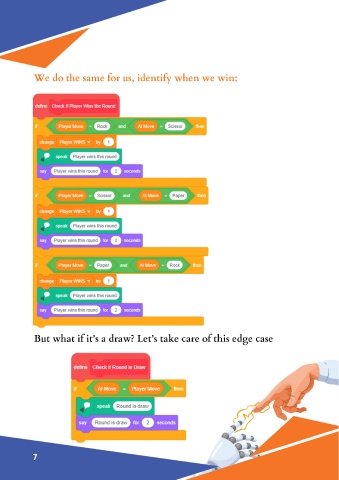 We do the same for us, identify when we win:
define Check if Player Wins the Round
if Player Move = Rock and AI Move = Scissor then
change Player WINS by 1
speak Player wins this round
say Player wins this round for 2 seconds
if Player Move = Scissor and AI Move = Paper then
change Player WINS by 1
speak Player wins this round
say Player wins this round for 2 seconds
if Player Move = Paper and AI Move = Rock then
change Player WINS by 1
speak Player wins this round
say Player wins this round for 2 seconds
But what if it's a draw? Let's take care of this edge case
define Check if Round is Draw
if AI Move = Player Move then
speak Round is draw
say Round is draw for 2 seconds
7